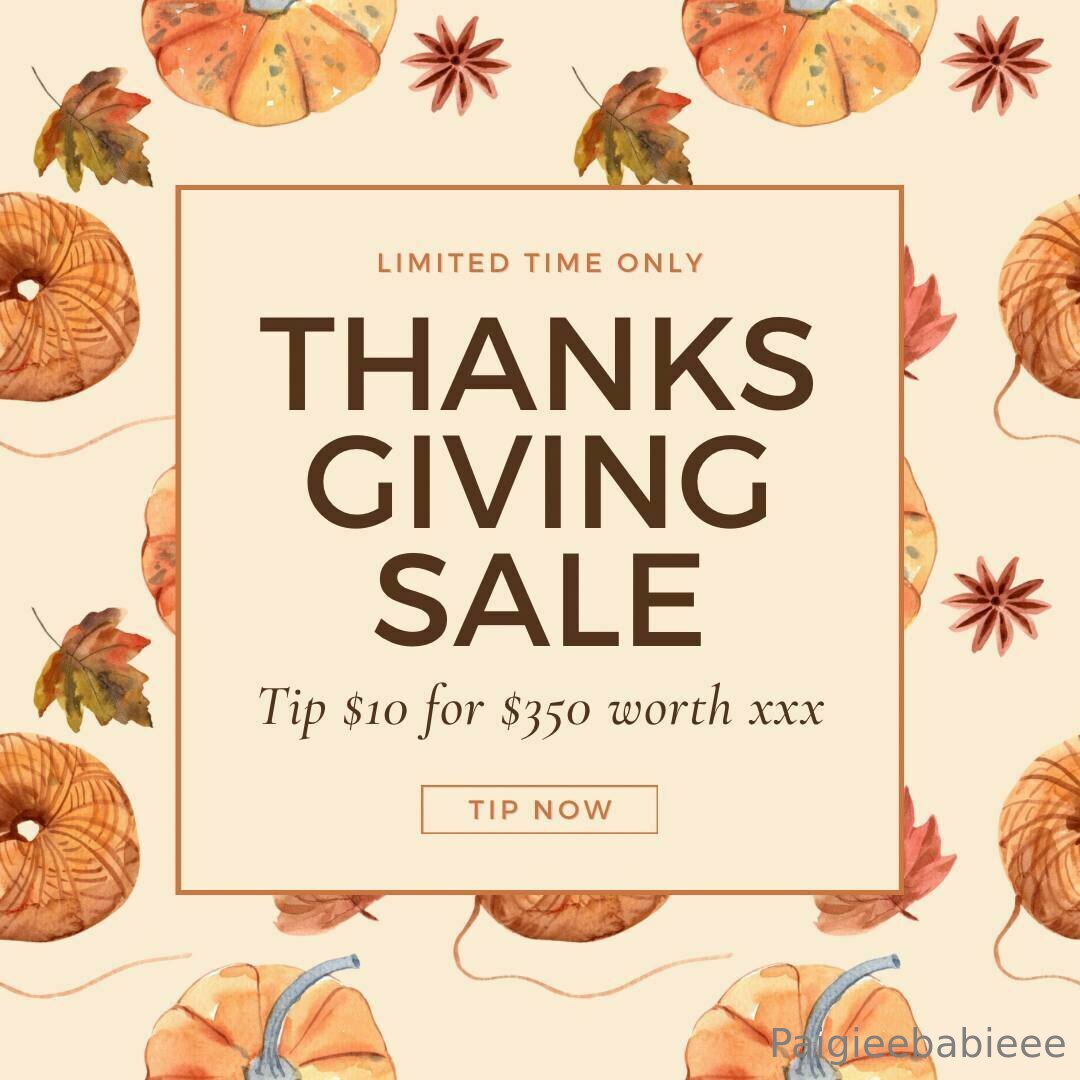 LIMITED TIME ONLY
THANKS
GIVING
SALE
Tip $10 for $350 worth xxx
TIP NOW
Paigieebabieee